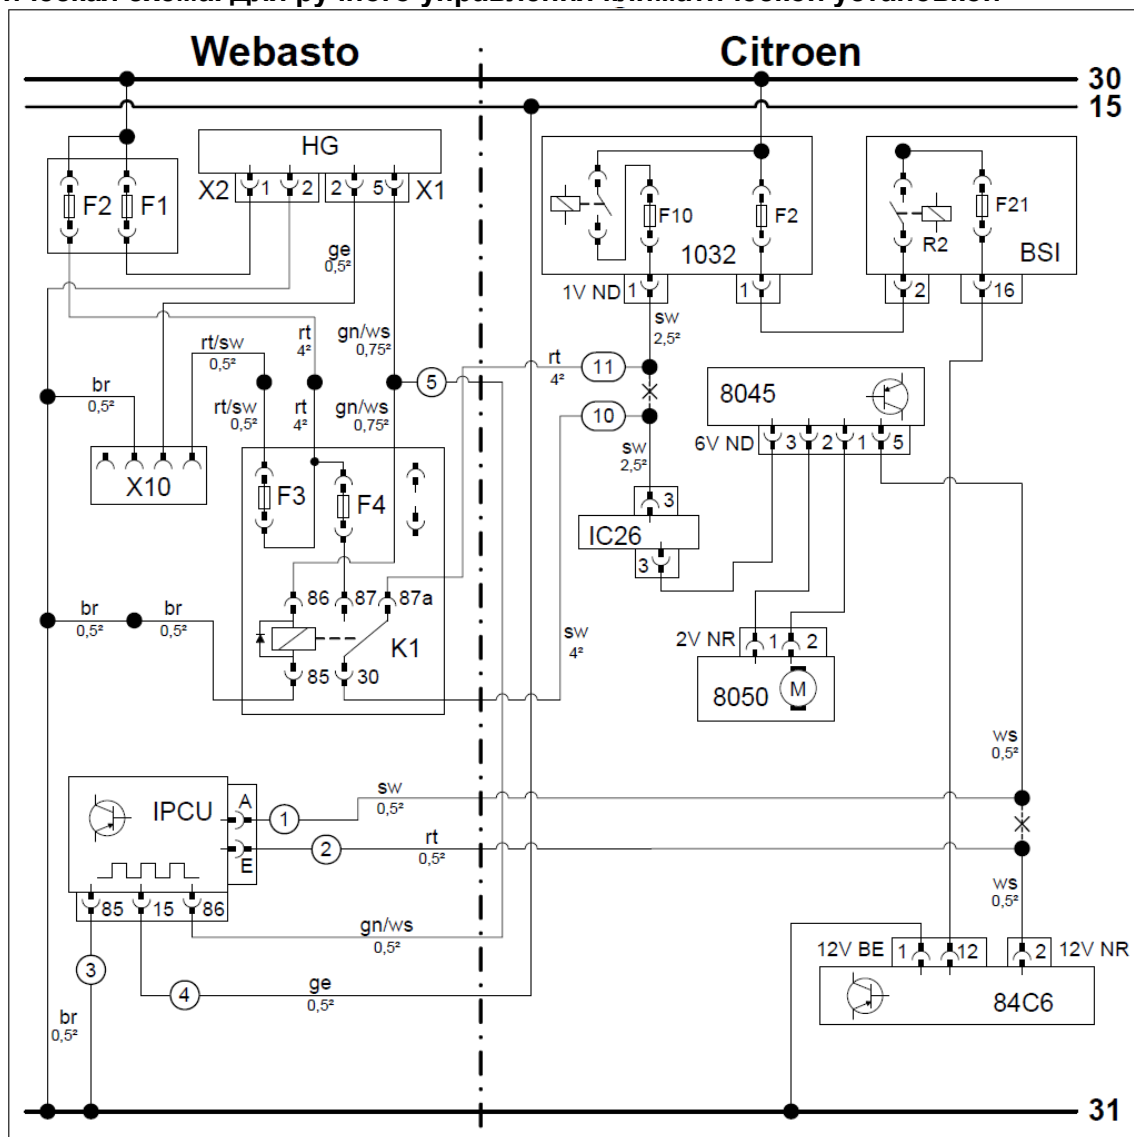 ическая схема: для ручного управления климатической установкой
Webasto
Citroen
30
15
HG
X2
1
2
2
5
X1
F2
F1
F10
F2
1032
R2
F21
BSI
ge
0,5²
1V ND
1
1
2
16
sw
2,5²
rt/sw
0,5²
rt
4²
gn/ws
0,75²
rt
4²
11
br
0,5²
5
8045
rt/sw
0,5²
rt
4²
gn/ws
0,75²
10
6V ND
3
2
1
5
sw
2,5²
X10
F3
F4
3
IC26
3
86
87
87a
br
0,5²
br
0,5²
K1
sw
4²
2V NR
1
2
85
30
8050
M
ws
0,5²
IPCU
A
1
sw
0,5²
E
2
rt
0,5²
85
15
86
gn/ws
0,5²
ws
0,5²
12V BE
1
12
2
12V NR
3
4
ge
0,5²
84C6
br
0,5²
31